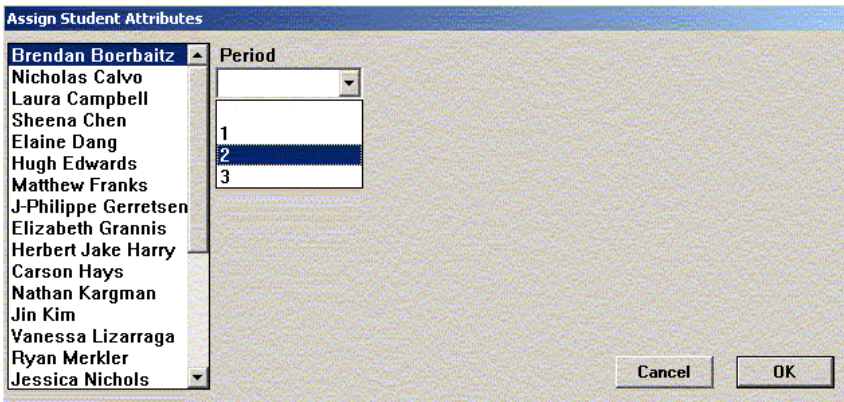 Assign Student Attributes
Brendan Boerbaitz
Nicholas Calvo
Laura Campbell
Sheena Chen
Elaine Dang
Hugh Edwards
Matthew Franks
J-Philippe Gerretsen
Elizabeth Grannis
Herbert Jake Harry
Carson Hays
Nathan Kargman
Jin Kim
Vanessa Lizarraga
Ryan Merkler
Jessica Nichols
Period
1
2
3
Cancel
OK